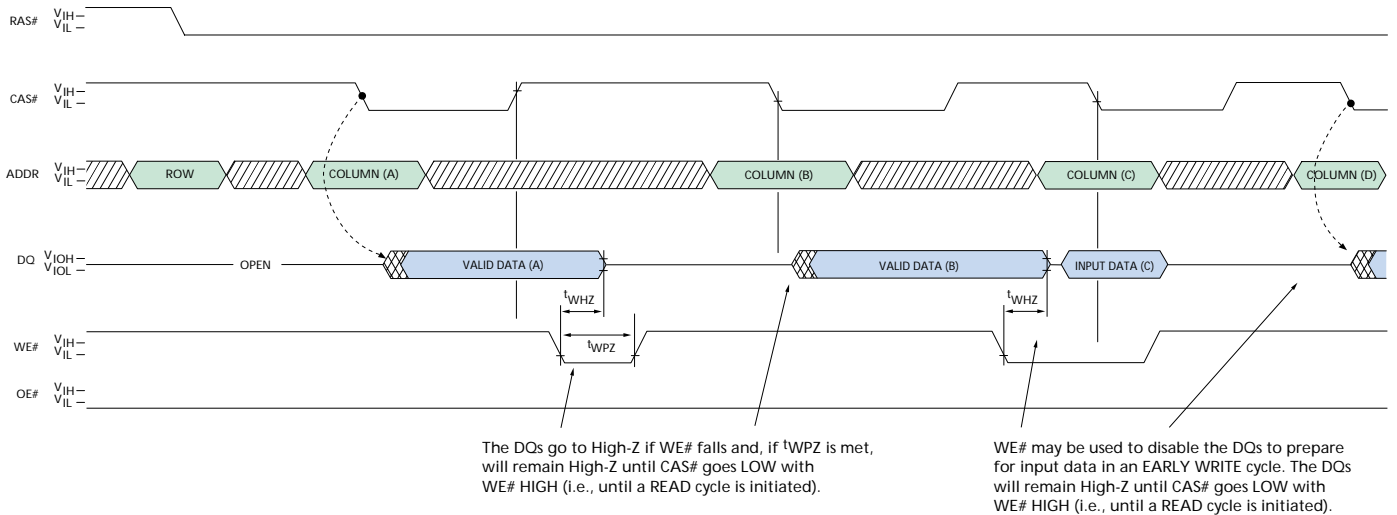 RAS# VIH VIL
CAS# VIH VIL
ADDR VIH VIL ROW COLUMN (A) COLUMN (B) COLUMN (C) COLUMN (D)
DQ VIOH VIOL OPEN VALID DATA (A) VALID DATA (B) INPUT DATA (C)
tWHZ tWHZ
tWPZ
WE# VIH VIL
OE# VIH VIL
The DQs go to High-Z if WE# falls and, if tWPZ is met,
will remain High-Z until CAS# goes LOW with
WE# HIGH (i.e., until a READ cycle is initiated).
WE# may be used to disable the DQs to prepare
for input data in an EARLY WRITE cycle. The DQs
will remain High-Z until CAS# goes LOW with
WE# HIGH (i.e., until a READ cycle is initiated).